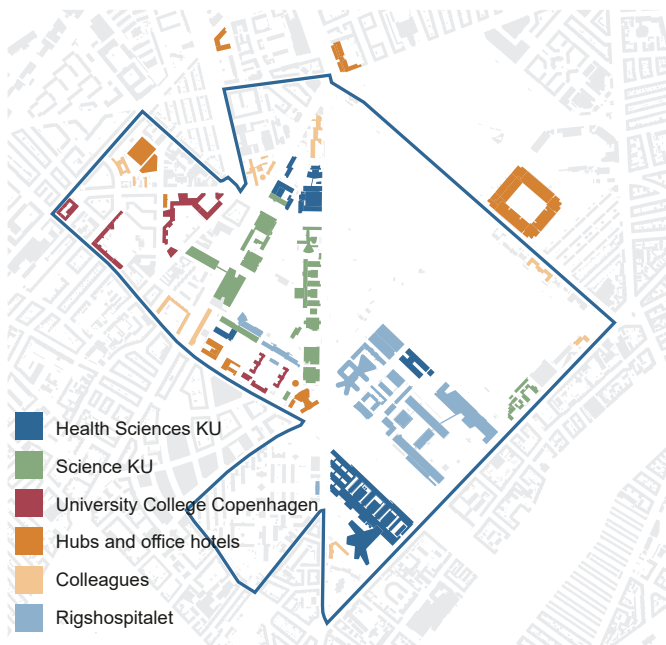 Health Sciences KU
Science KU
University College Copenhagen
Hubs and office hotels
Colleagues
Rigshospitalet